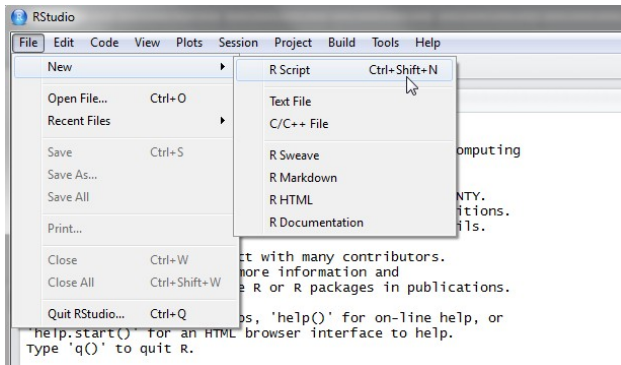 RStudio
File Edit Code View Plots Session Project Build Tools Help
New
R Script Ctrl+Shift+N
Open File... Ctrl+O
Text File
Recent Files
C/C++ File
omputing
Save Ctrl+S
R Sweave
Save As...
R Markdown
Save All
R HTML
NTY.
itions.
Print...
R Documentation
ils.
Close Ctrl+W
ct with many contributors.
more information and
Close All Ctrl+Shift+W
e R or R packages in publications.
Quit RStudio... Ctrl+Q
os, 'help()' for on-line help, or
'help.start()' for an HTML browser interface to help.
Type 'q()' to quit R.